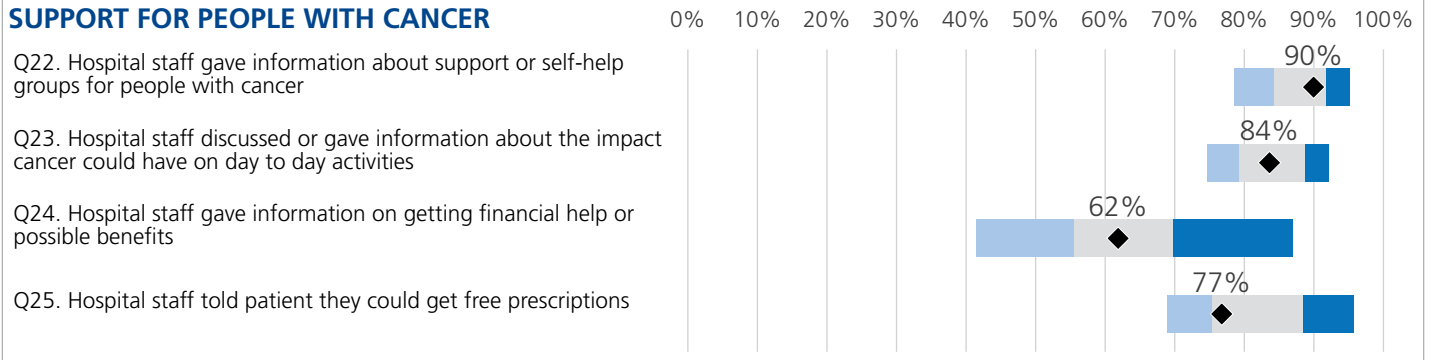 SUPPORT FOR PEOPLE WITH CANCER
0% 10% 20% 30% 40% 50% 60% 70% 80% 90% 100%
Q22. Hospital staff gave information about support or self-help
groups for people with cancer
90%
Q23. Hospital staff discussed or gave information about the impact
cancer could have on day to day activities
84%
Q24. Hospital staff gave information on getting financial help or
possible benefits
62%
Q25. Hospital staff told patient they could get free prescriptions
77%